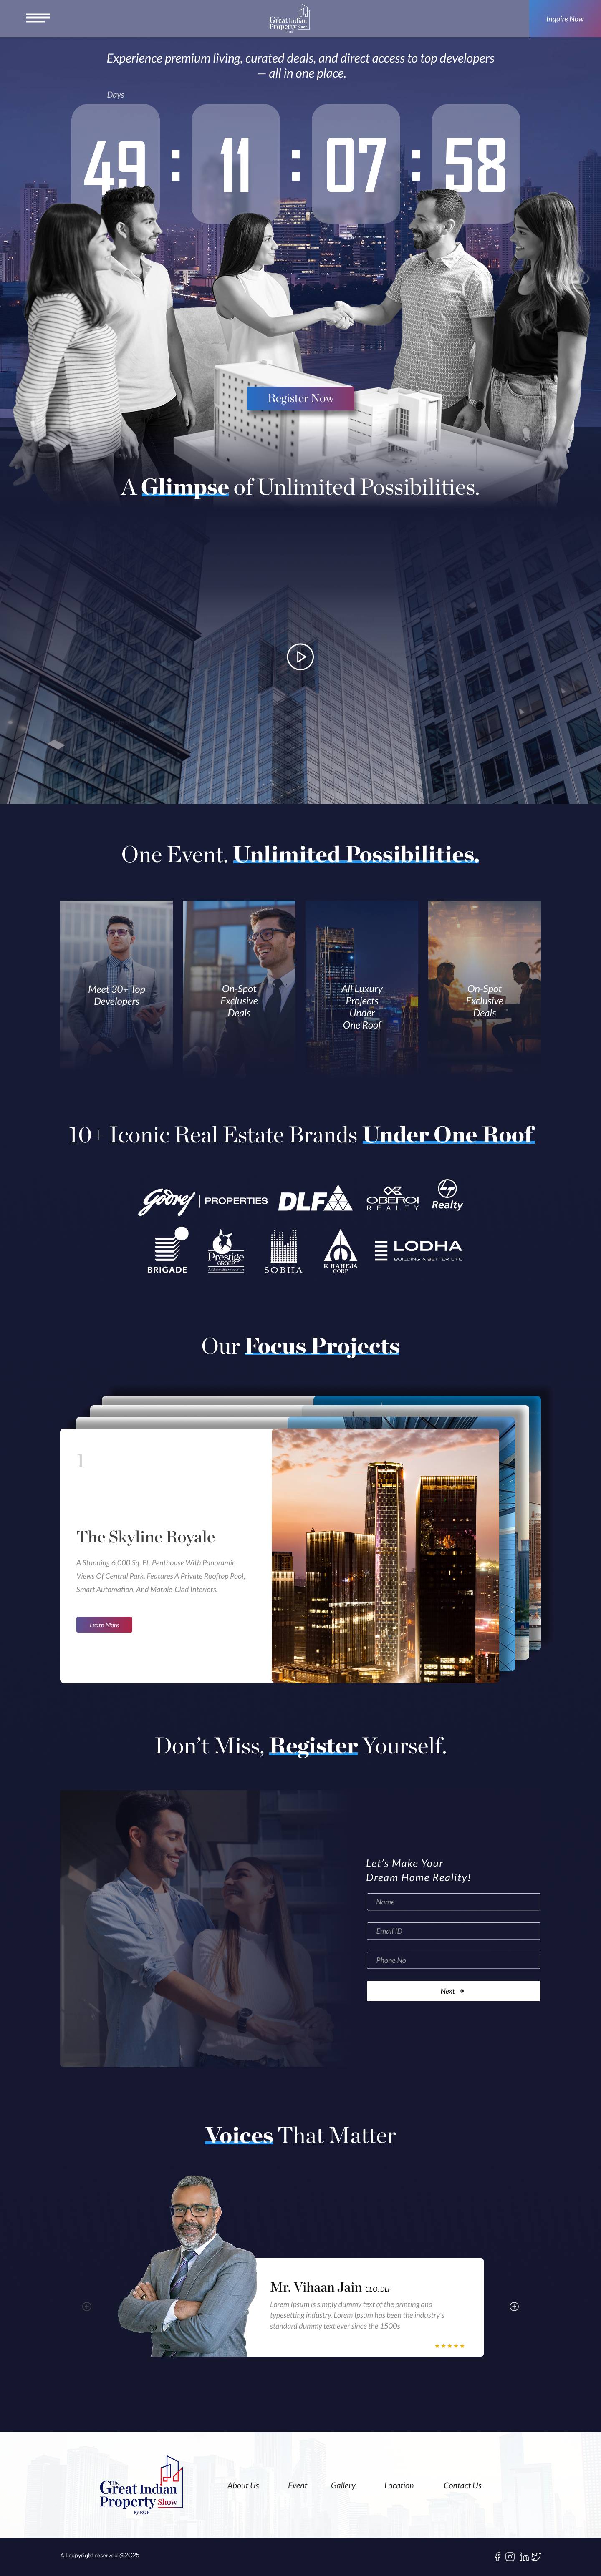 The
Great Indian
Property Show
By BOP
Inquire Now
Experience premium living, curated deals, and direct access to top developers
— all in one place.
Days
49 : 11 : 07 : 58
Register Now
A Glimpse of Unlimited Possibilities.
One Event. Unlimited Possibilities.
Meet 30+ Top
Developers
On-Spot
Exclusive
Deals
All Luxury
Projects
Under
One Roof
On-Spot
Exclusive
Deals
10+ Iconic Real Estate Brands Under One Roof
Godrej | PROPERTIES
DLF
OBEROI
REALTY
LT
Realty
BRIGADE
Prestige
GROUP
SOBHA
K RAHEJA
CORP
LODHA
BUILDING A BETTER LIFE
Our Focus Projects
1
The Skyline Royale
A Stunning 6,000 Sq. Ft. Penthouse With Panoramic
Views Of Central Park. Features A Private Rooftop Pool,
Smart Automation, And Marble-Clad Interiors.
Learn More
Don't Miss, Register Yourself.
Let's Make Your
Dream Home Reality!
Name
Email ID
Phone No
Next →
Voices That Matter
Mr. Vihaan Jain CEO, DLF
Lorem Ipsum is simply dummy text of the printing and
typesetting industry. Lorem Ipsum has been the industry's
standard dummy text ever since the 1500s
★★★★★
The
Great Indian
Property Show
By BOP
About Us
Event
Gallery
Location
Contact Us
All copyright reserved @2025